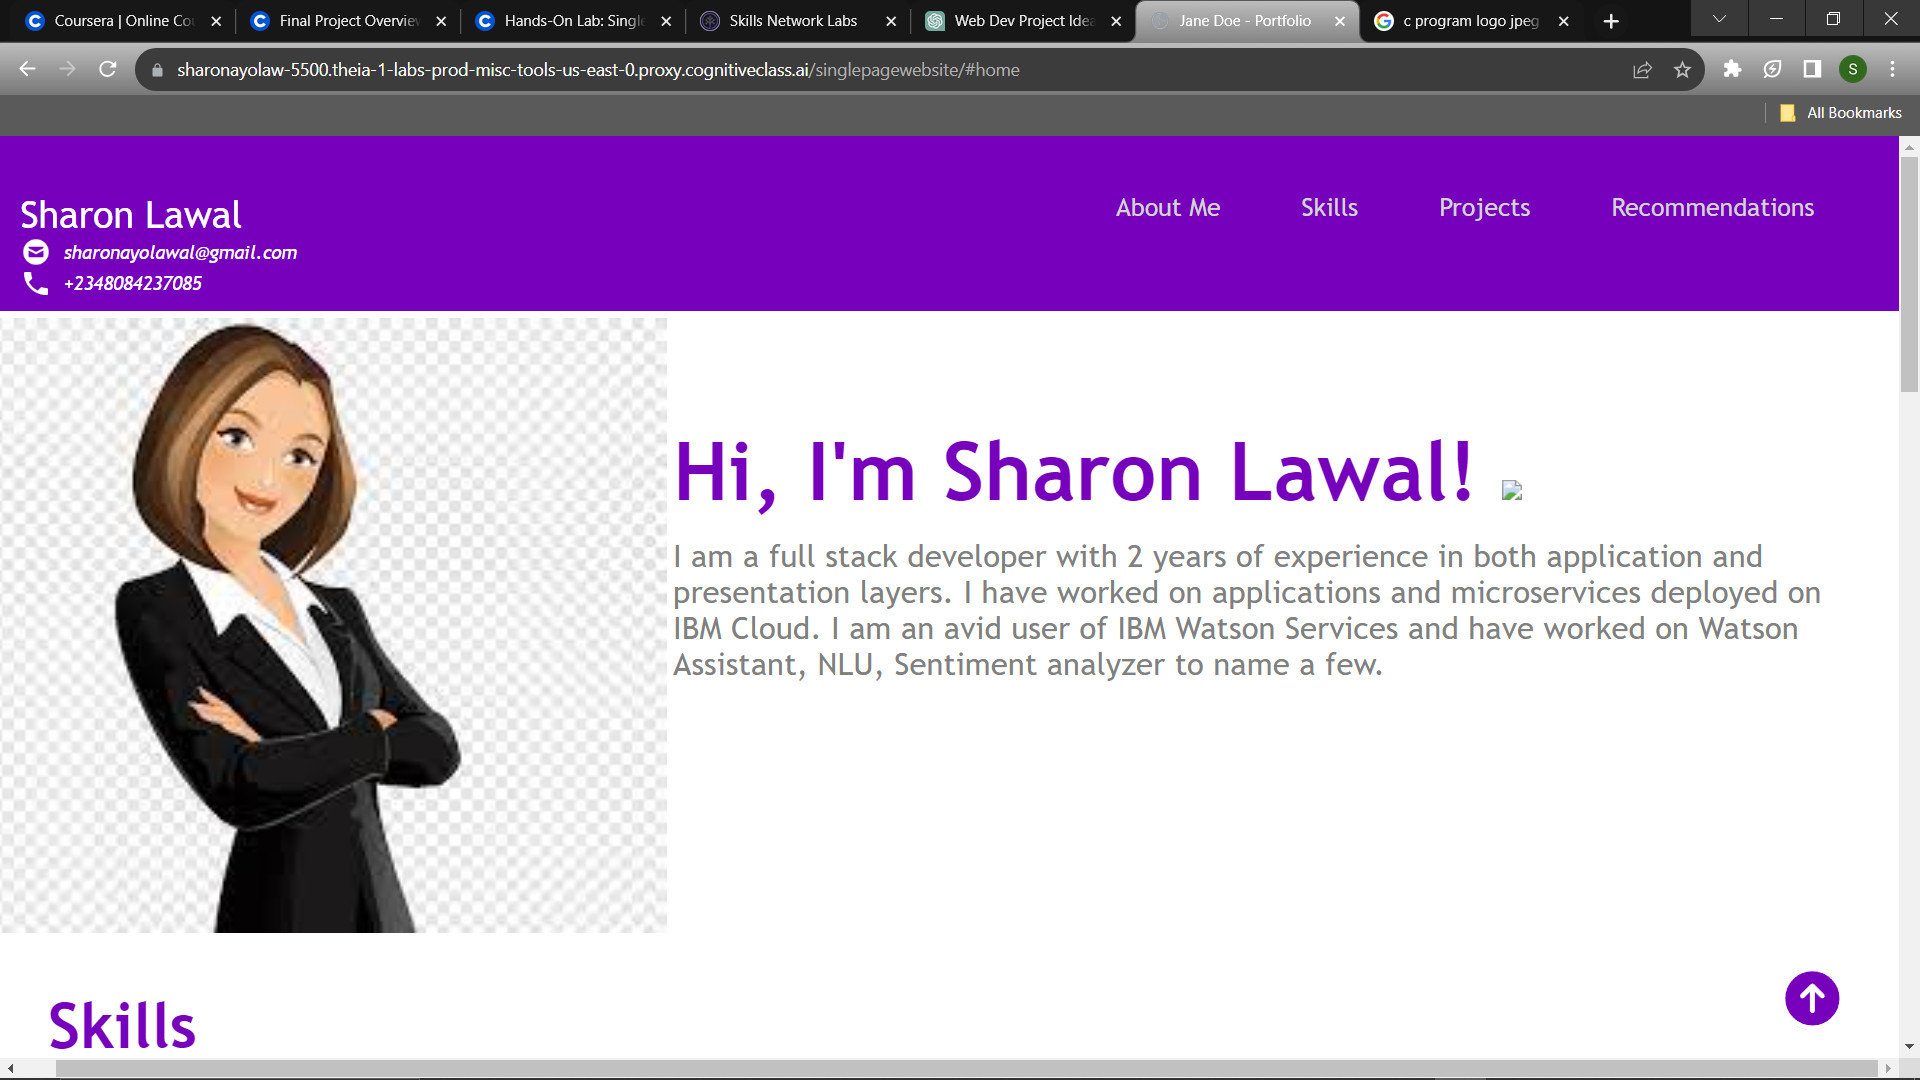 Coursera | Online Co
Final Project Overvie
Hands-On Lab: Single
Skills Network Labs
Web Dev Project Idea
Jane Doe - Portfolio
c program logo jpeg
sharonayolaw-5500.theia-1-labs-prod-misc-tools-us-east-0.proxy.cognitiveclass.ai/singlepagewebsite/#home
S
All Bookmarks
Sharon Lawal
sharonayolawal@gmail.com
+2348084237085
About Me
Skills
Projects
Recommendations
Hi, I'm Sharon Lawal!
I am a full stack developer with 2 years of experience in both application and
presentation layers. I have worked on applications and microservices deployed on
IBM Cloud. I am an avid user of IBM Watson Services and have worked on Watson
Assistant, NLU, Sentiment analyzer to name a few.
Skills